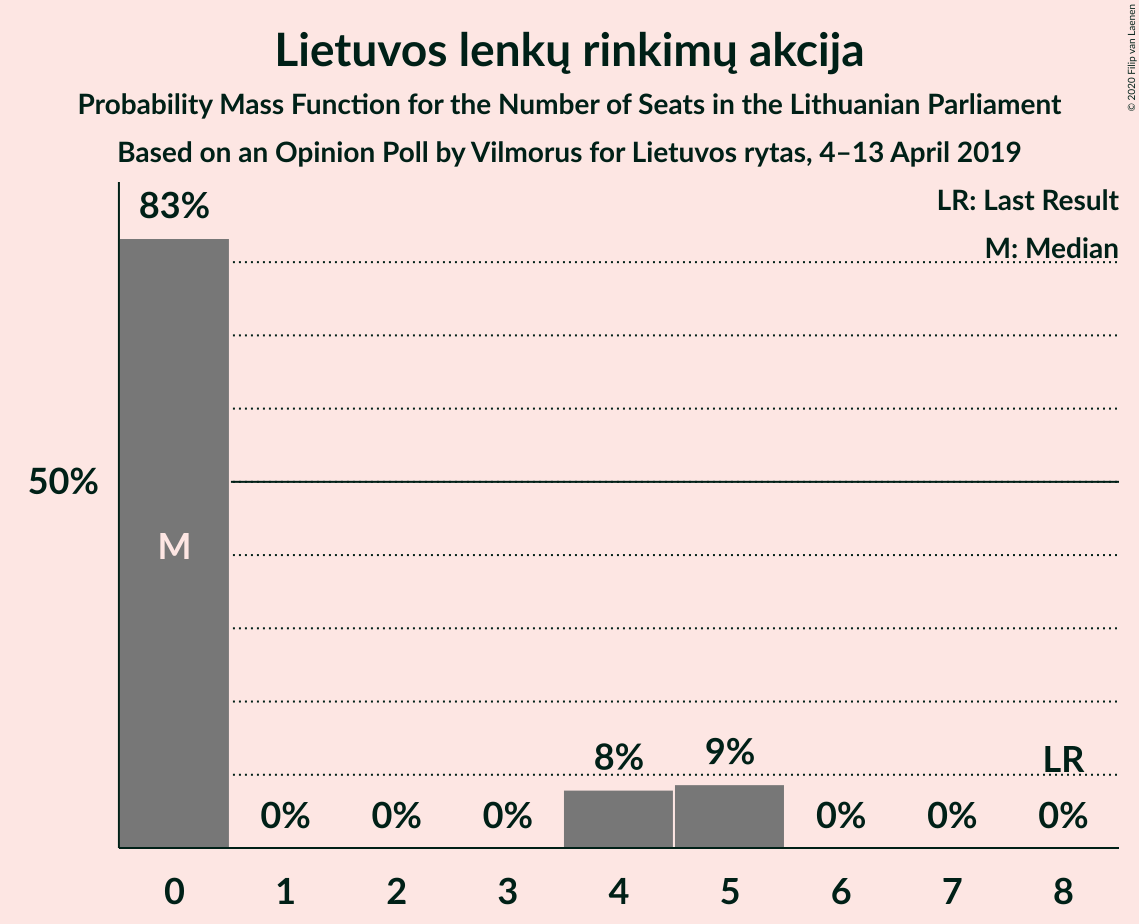 Lietuvos lenkų rinkimų akcija
Probability Mass Function for the Number of Seats in the Lithuanian Parliament
Based on an Opinion Poll by Vilmorus for Lietuvos rytas, 4–13 April 2019
© 2020 Filip van Laenen
LR: Last Result
M: Median
83%
50%
M
8%
9%
LR
0%
0%
0%
0%
0%
0%
0 1 2 3 4 5 6 7 8